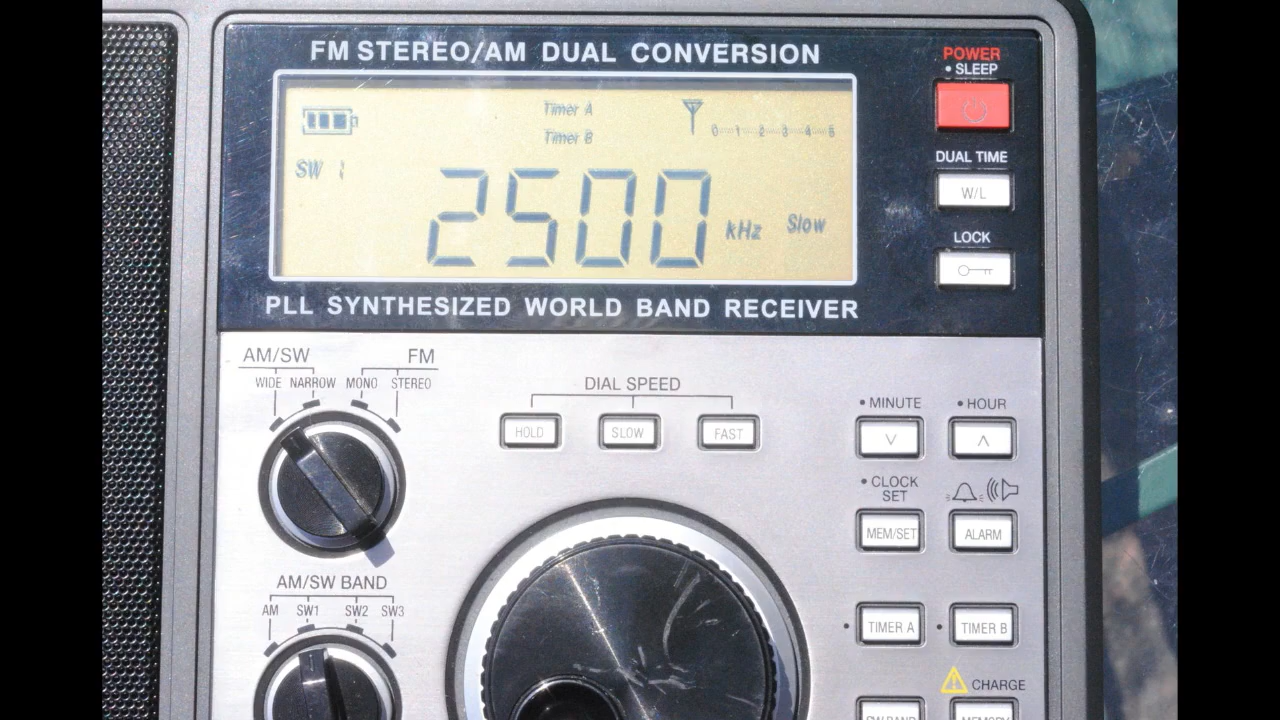 FM STEREO/AM DUAL CONVERSION
POWER
• SLEEP
Timer A
Timer B
0 1 2 3 4 5
SW 1
2500 kHz Slow
DUAL TIME
W/L
LOCK
PLL SYNTHESIZED WORLD BAND RECEIVER
AM/SW FM
WIDE NARROW MONO STEREO
DIAL SPEED
HOLD SLOW FAST
• MINUTE • HOUR
• CLOCK
SET
MEM/SET ALARM
AM/SW BAND
AM SW1 SW2 SW3
• TIMER A • TIMER B
CHARGE
SW BAND MEMORY